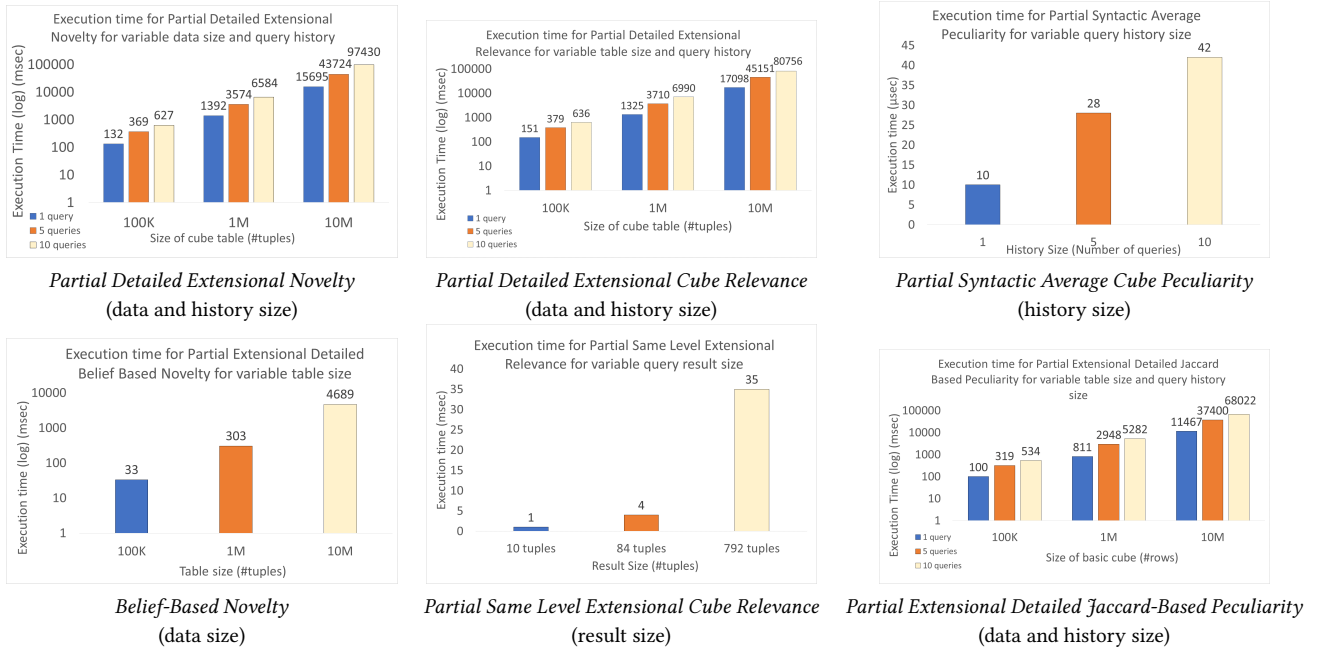 Execution time for Partial Detailed Extensional
Novelty for variable data size and query history
Execution Time (log) (msec)
100000
10000
1000
100
10
1
132
369
627
1392
3574
6584
15695
43724
97430
100K
1M
10M
1 query
5 queries
10 queries
Size of cube table (#tuples)
Partial Detailed Extensional Novelty
(data and history size)
Execution time for Partial Detailed Extensional
Relevance for variable table size and query history
Execution Time (log) (msec)
100000
10000
1000
100
10
1
151
379
636
1325
3710
6990
17098
45151
80756
100K
1M
10M
Size of cube table (#tuples)
1 query
5 queries
10 queries
Partial Detailed Extensional Cube Relevance
(data and history size)
Execution time for Partial Syntactic Average
Peculiarity for variable query history size
Execution time (μsec)
45
40
35
30
25
20
15
10
5
0
10
28
42
1
5
10
History Size (Number of queries)
Partial Syntactic Average Cube Peculiarity
(history size)
Execution time for Partial Extensional Detailed
Belief Based Novelty for variable table size
Execution time (log) (msec)
10000
1000
100
10
1
33
303
4689
100K
1M
10M
Table size (#tuples)
Belief-Based Novelty
(data size)
Execution time for Partial Same Level Extensional
Relevance for variable query result size
Execution time (msec)
40
35
30
25
20
15
10
5
0
1
4
35
10 tuples
84 tuples
792 tuples
Result Size (#tuples)
Partial Same Level Extensional Cube Relevance
(result size)
Execution time for Partial Extensional Detailed Jaccard
Based Peculiarity for variable table size and query history
size
Execution Time (log) (msec)
100000
10000
1000
100
10
1
100
319
534
811
2948
5282
11467
37400
68022
100K
1M
10M
1 query
5 queries
10 queries
Size of basic cube (#rows)
Partial Extensional Detailed Jaccard-Based Peculiarity
(data and history size)